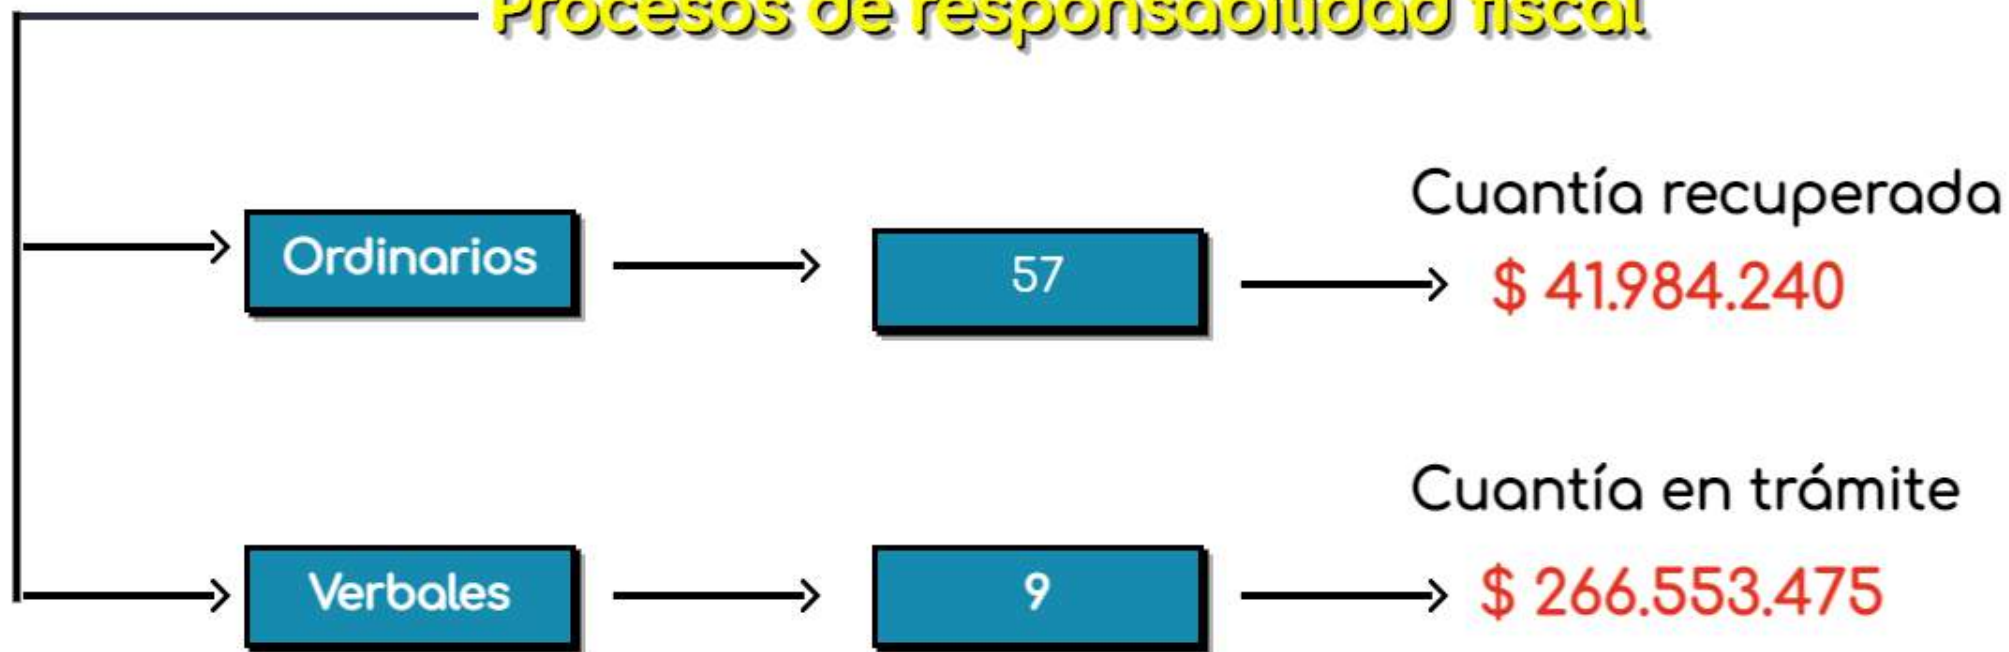 Procesos de responsabilidad fiscal
Cuantía recuperada
Ordinarios
57
$ 41.984.240
Cuantía en trámite
Verbales
9
$ 266.553.475